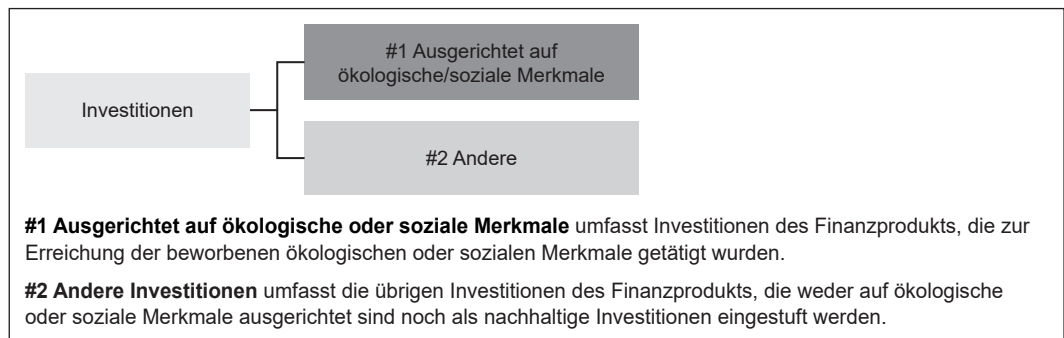 #1 Ausgerichtet auf
ökologische/soziale Merkmale
Investitionen
#2 Andere
#1 Ausgerichtet auf ökologische oder soziale Merkmale umfasst Investitionen des Finanzprodukts, die zur
Erreichung der beworbenen ökologischen oder sozialen Merkmale getätigt wurden.
#2 Andere Investitionen umfasst die übrigen Investitionen des Finanzprodukts, die weder auf ökologische
oder soziale Merkmale ausgerichtet sind noch als nachhaltige Investitionen eingestuft werden.